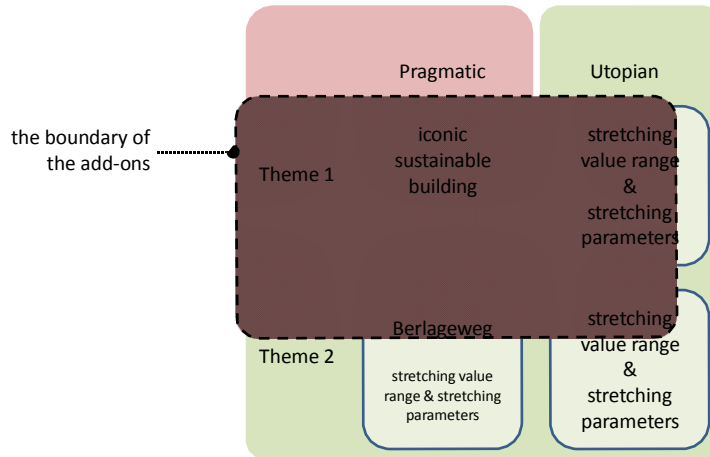 Pragmatic
Utopian
the boundary of
the add-ons
Theme 1
iconic
sustainable
building
stretching
value range
&
stretching
parameters
Theme 2
Berlageweg
stretching value
range & stretching
parameters
stretching
value range
&
stretching
parameters